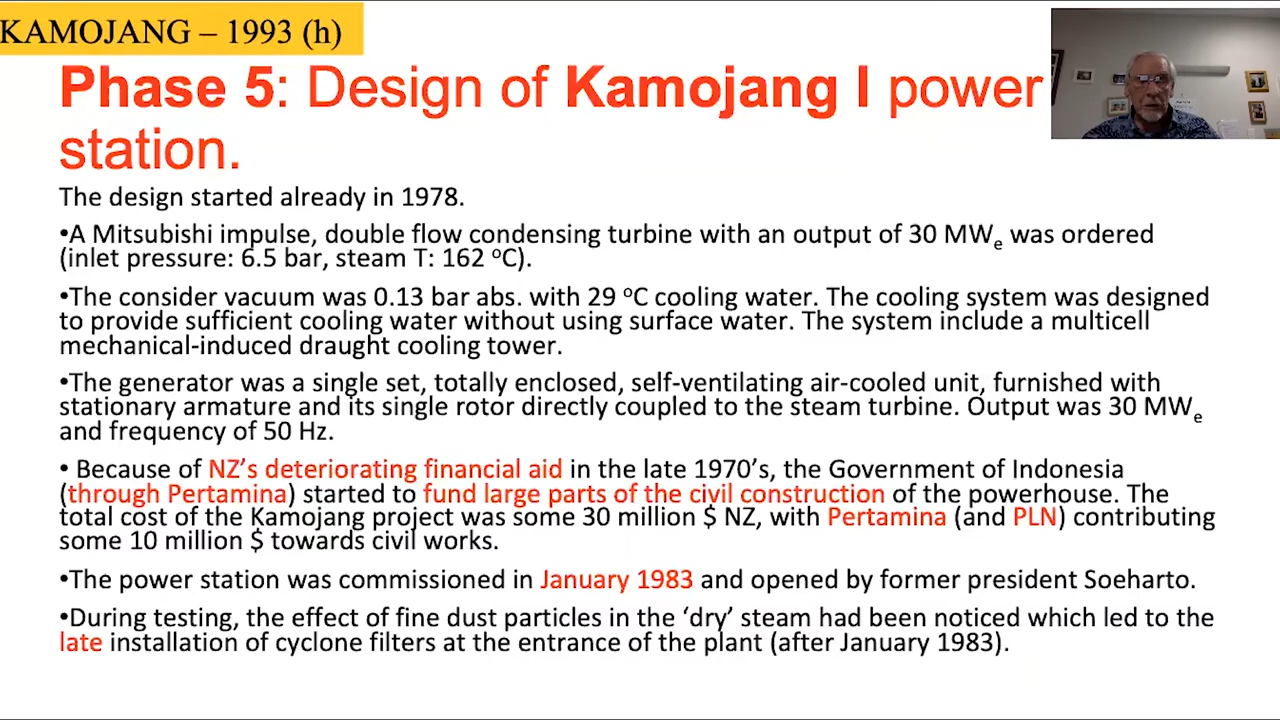 KAMOJANG – 1993 (h)
Phase 5: Design of Kamojang I power
station.
The design started already in 1978.
•A Mitsubishi impulse, double flow condensing turbine with an output of 30 MWe was ordered
(inlet pressure: 6.5 bar, steam T: 162 oC).
•The consider vacuum was 0.13 bar abs. with 29 oC cooling water. The cooling system was designed
to provide sufficient cooling water without using surface water. The system include a multicell
mechanical-induced draught cooling tower.
•The generator was a single set, totally enclosed, self-ventilating air-cooled unit, furnished with
stationary armature and its single rotor directly coupled to the steam turbine. Output was 30 MWe
and frequency of 50 Hz.
• Because of NZ’s deteriorating financial aid in the late 1970’s, the Government of Indonesia
(through Pertamina) started to fund large parts of the civil construction of the powerhouse. The
total cost of the Kamojang project was some 30 million $ NZ, with Pertamina (and PLN) contributing
some 10 million $ towards civil works.
•The power station was commissioned in January 1983 and opened by former president Soeharto.
•During testing, the effect of fine dust particles in the ‘dry’ steam had been noticed which led to the
late installation of cyclone filters at the entrance of the plant (after January 1983).